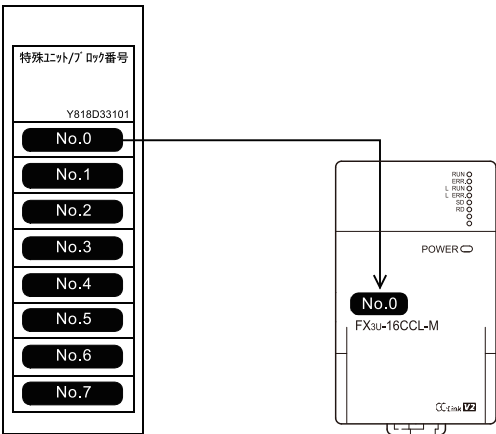 特殊ユニット/ブロック番号
Y818D33101
No.0
No.1
No.2
No.3
No.4
No.5
No.6
No.7
RUN
ERR.
L RUN
L ERR.
SD
RD
POWER
No.0
FX3U-16CCL-M
CC-Link V2